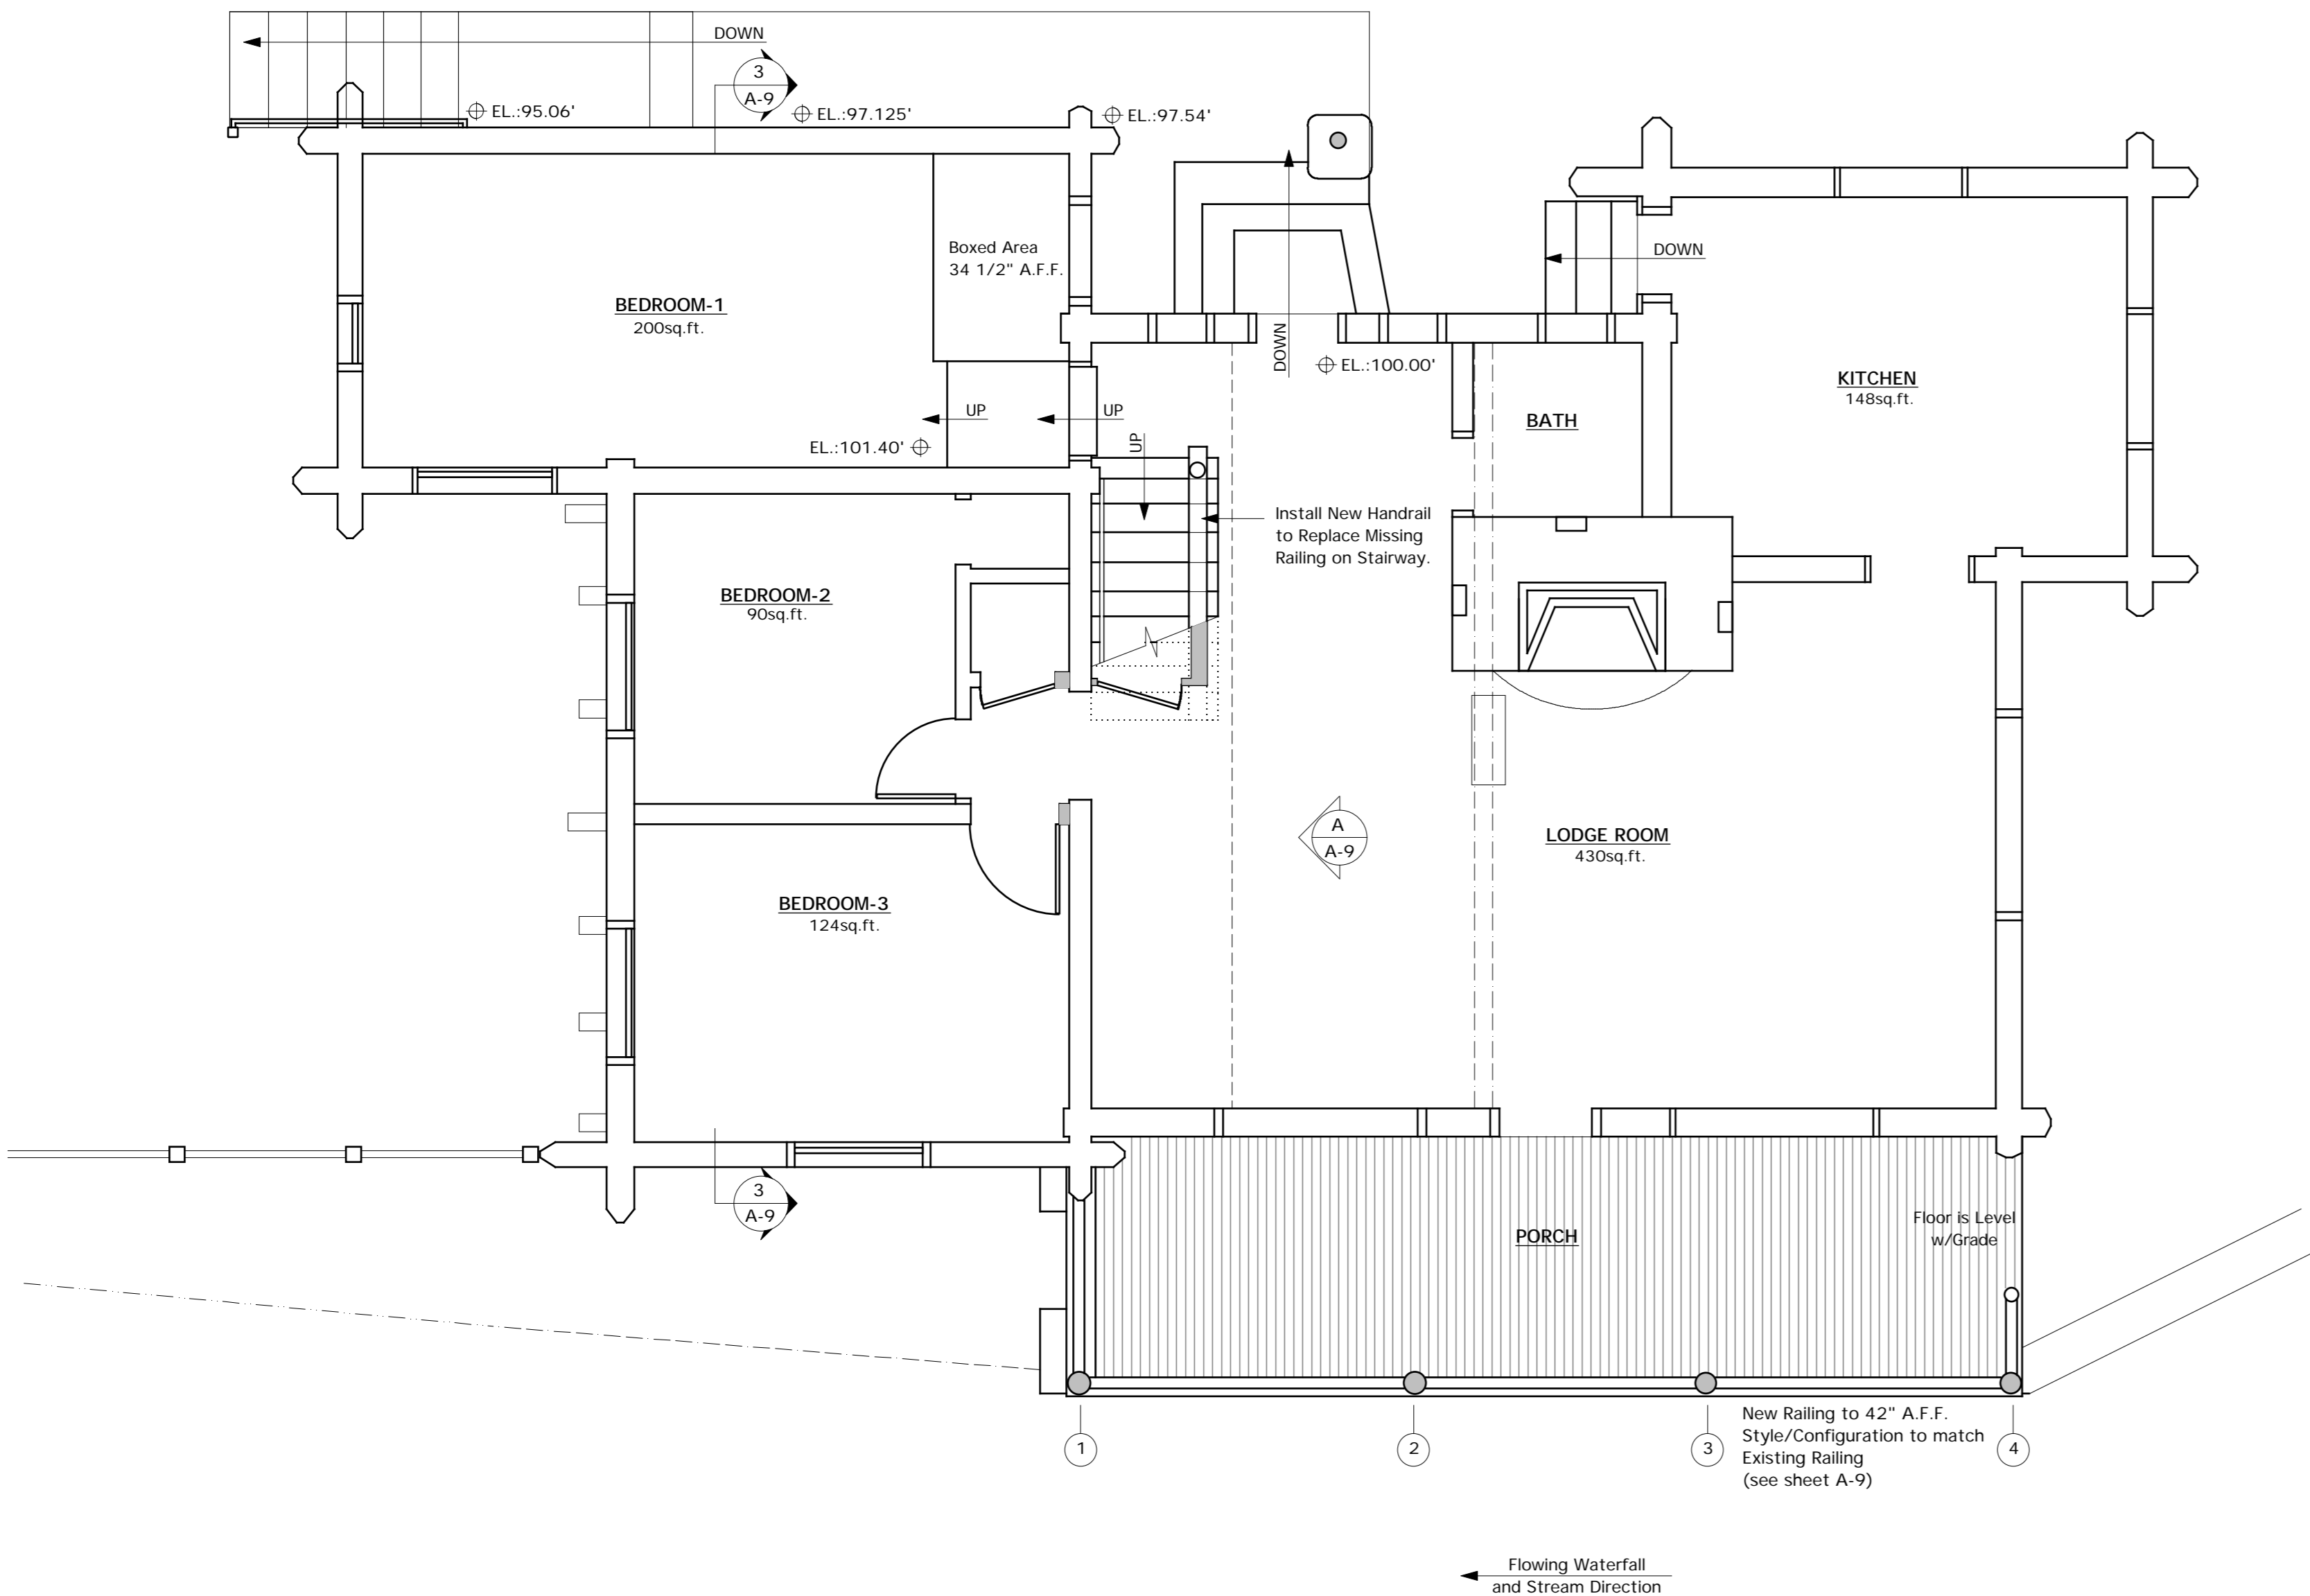 DOWN
3
A-9
EL.:95.06'
EL.:97.125'
EL.:97.54'
Boxed Area
34 1/2" A.F.F.
DOWN
BEDROOM-1
200sq.ft.
DOWN
EL.:100.00'
KITCHEN
148sq.ft.
UP
UP
BATH
EL.:101.40'
UP
Install New Handrail
to Replace Missing
Railing on Stairway.
BEDROOM-2
90sq.ft.
A
A-9
LODGE ROOM
430sq.ft.
BEDROOM-3
124sq.ft.
3
A-9
PORCH
Floor is Level
w/Grade
1
2
3
4
New Railing to 42" A.F.F.
Style/Configuration to match
Existing Railing
(see sheet A-9)
Flowing Waterfall
and Stream Direction